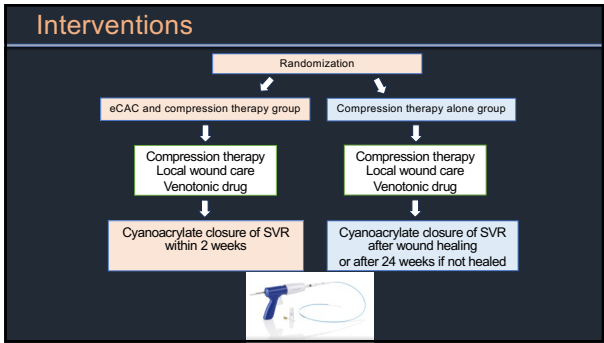 Interventions
Randomization
eCAC and compression therapy group
Compression therapy alone group
Compression therapy
Local wound care
Venotonic drug
Compression therapy
Local wound care
Venotonic drug
Cyanoacrylate closure of SVR
within 2 weeks
Cyanoacrylate closure of SVR
after wound healing
or after 24 weeks if not healed